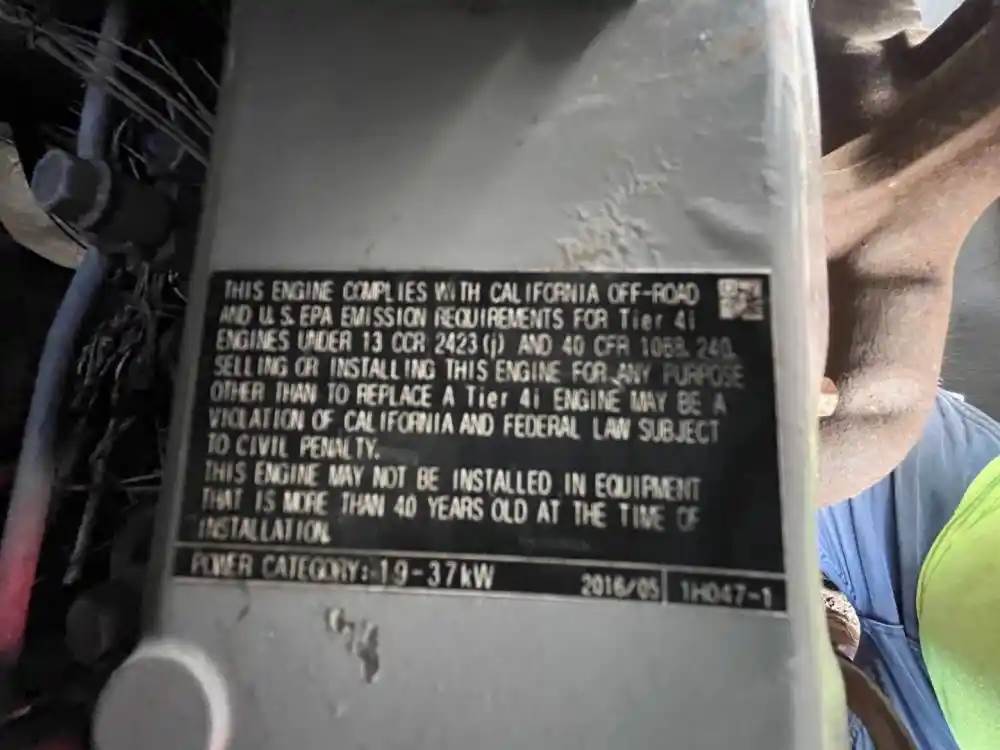 THIS ENGINE COMPLIES WITH CALIFORNIA OFF-ROAD
AND U.S. EPA EMISSION REQUIREMENTS FOR Tier 4i
ENGINES UNDER 13 CCR 2423(j) AND 40 CFR 1068.240.
SELLING OR INSTALLING THIS ENGINE FOR ANY PURPOSE
OTHER THAN TO REPLACE A Tier 4i ENGINE MAY BE A
VIOLATION OF CALIFORNIA AND FEDERAL LAW SUBJECT
TO CIVIL PENALTY.
THIS ENGINE MAY NOT BE INSTALLED IN EQUIPMENT
THAT IS MORE THAN 40 YEARS OLD AT THE TIME OF
INSTALLATION.
POWER CATEGORY: 19-37kW 2016/05 1H047-1